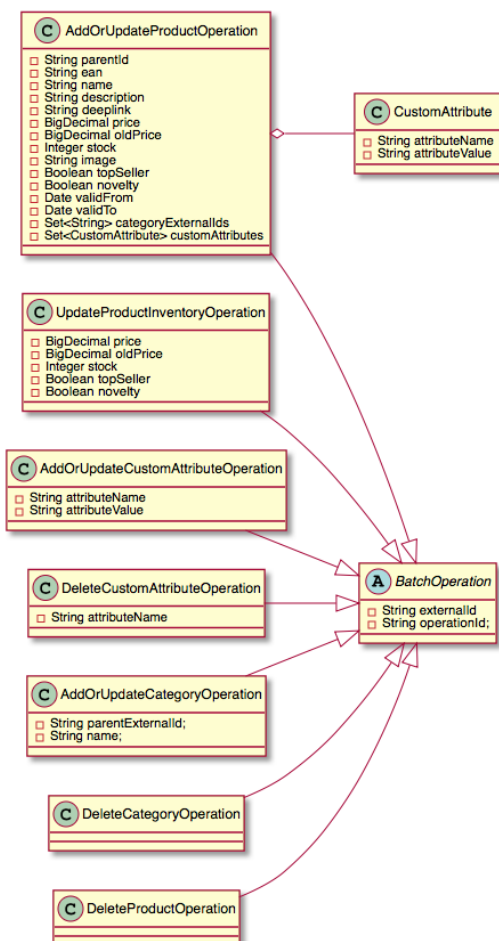 C AddOrUpdateProductOperation
String parentId
String ean
String name
String description
String deeplink
BigDecimal price
BigDecimal oldPrice
Integer stock
String image
Boolean topSeller
Boolean novelty
Date validFrom
Date validTo
Set<String> categoryExternalIds
Set<CustomAttribute> customAttributes
C CustomAttribute
String attributeName
String attributeValue
C UpdateProductInventoryOperation
BigDecimal price
BigDecimal oldPrice
Integer stock
Boolean topSeller
Boolean novelty
C AddOrUpdateCustomAttributeOperation
String attributeName
String attributeValue
C DeleteCustomAttributeOperation
String attributeName
A BatchOperation
String externalId
String operationId;
C AddOrUpdateCategoryOperation
String parentExternalId;
String name;
C DeleteCategoryOperation
C DeleteProductOperation